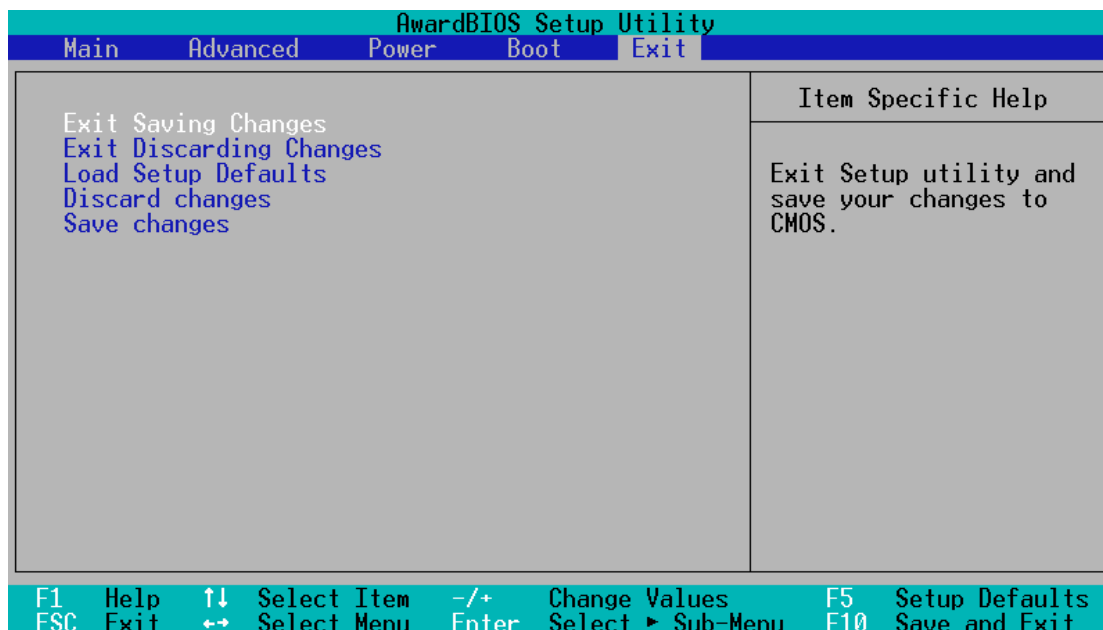 AwardBIOS Setup Utility
Main Advanced Power Boot Exit
Exit Saving Changes
Exit Discarding Changes
Load Setup Defaults
Discard changes
Save changes
Item Specific Help
Exit Setup utility and
save your changes to
CMOS.
F1 Help ↑↓ Select Item -/+ Change Values F5 Setup Defaults
ESC Exit ←→ Select Menu Enter Select ► Sub-Menu F10 Save and Exit